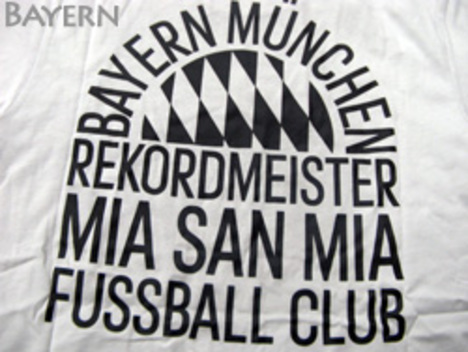 BAYERN
BAYERN MÜNCHEN
REKORDMEISTER
MIA SAN MIA
FUSSBALL CLUB